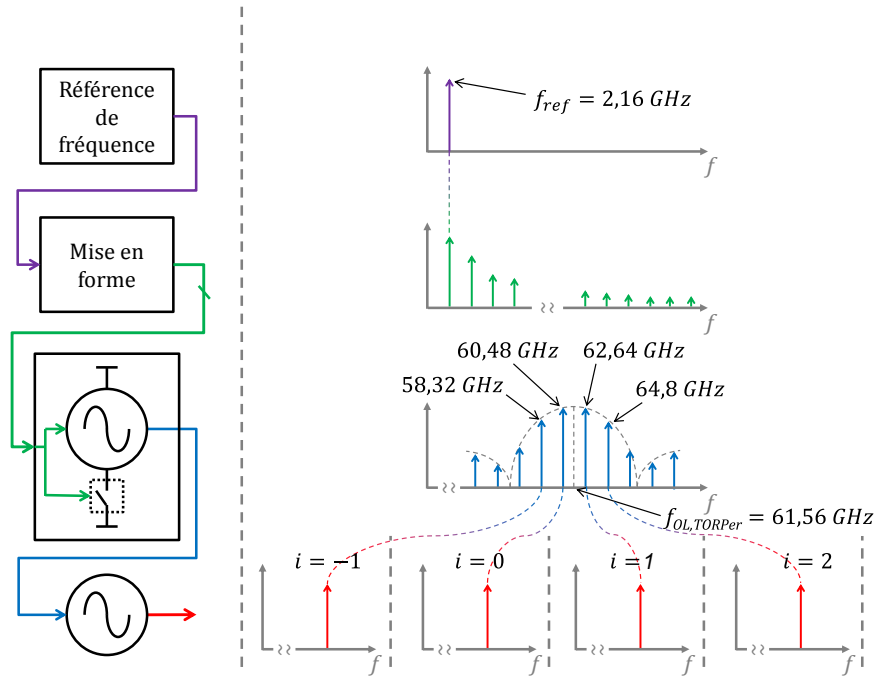 Référence
de
fréquence
Mise en
forme
f_ref = 2,16 GHz
f
f
60,48 GHz
62,64 GHz
58,32 GHz
64,8 GHz
f
f_OL,TORPer = 61,56 GHz
i = −1
i = 0
i = 1
i = 2
f
f
f
f